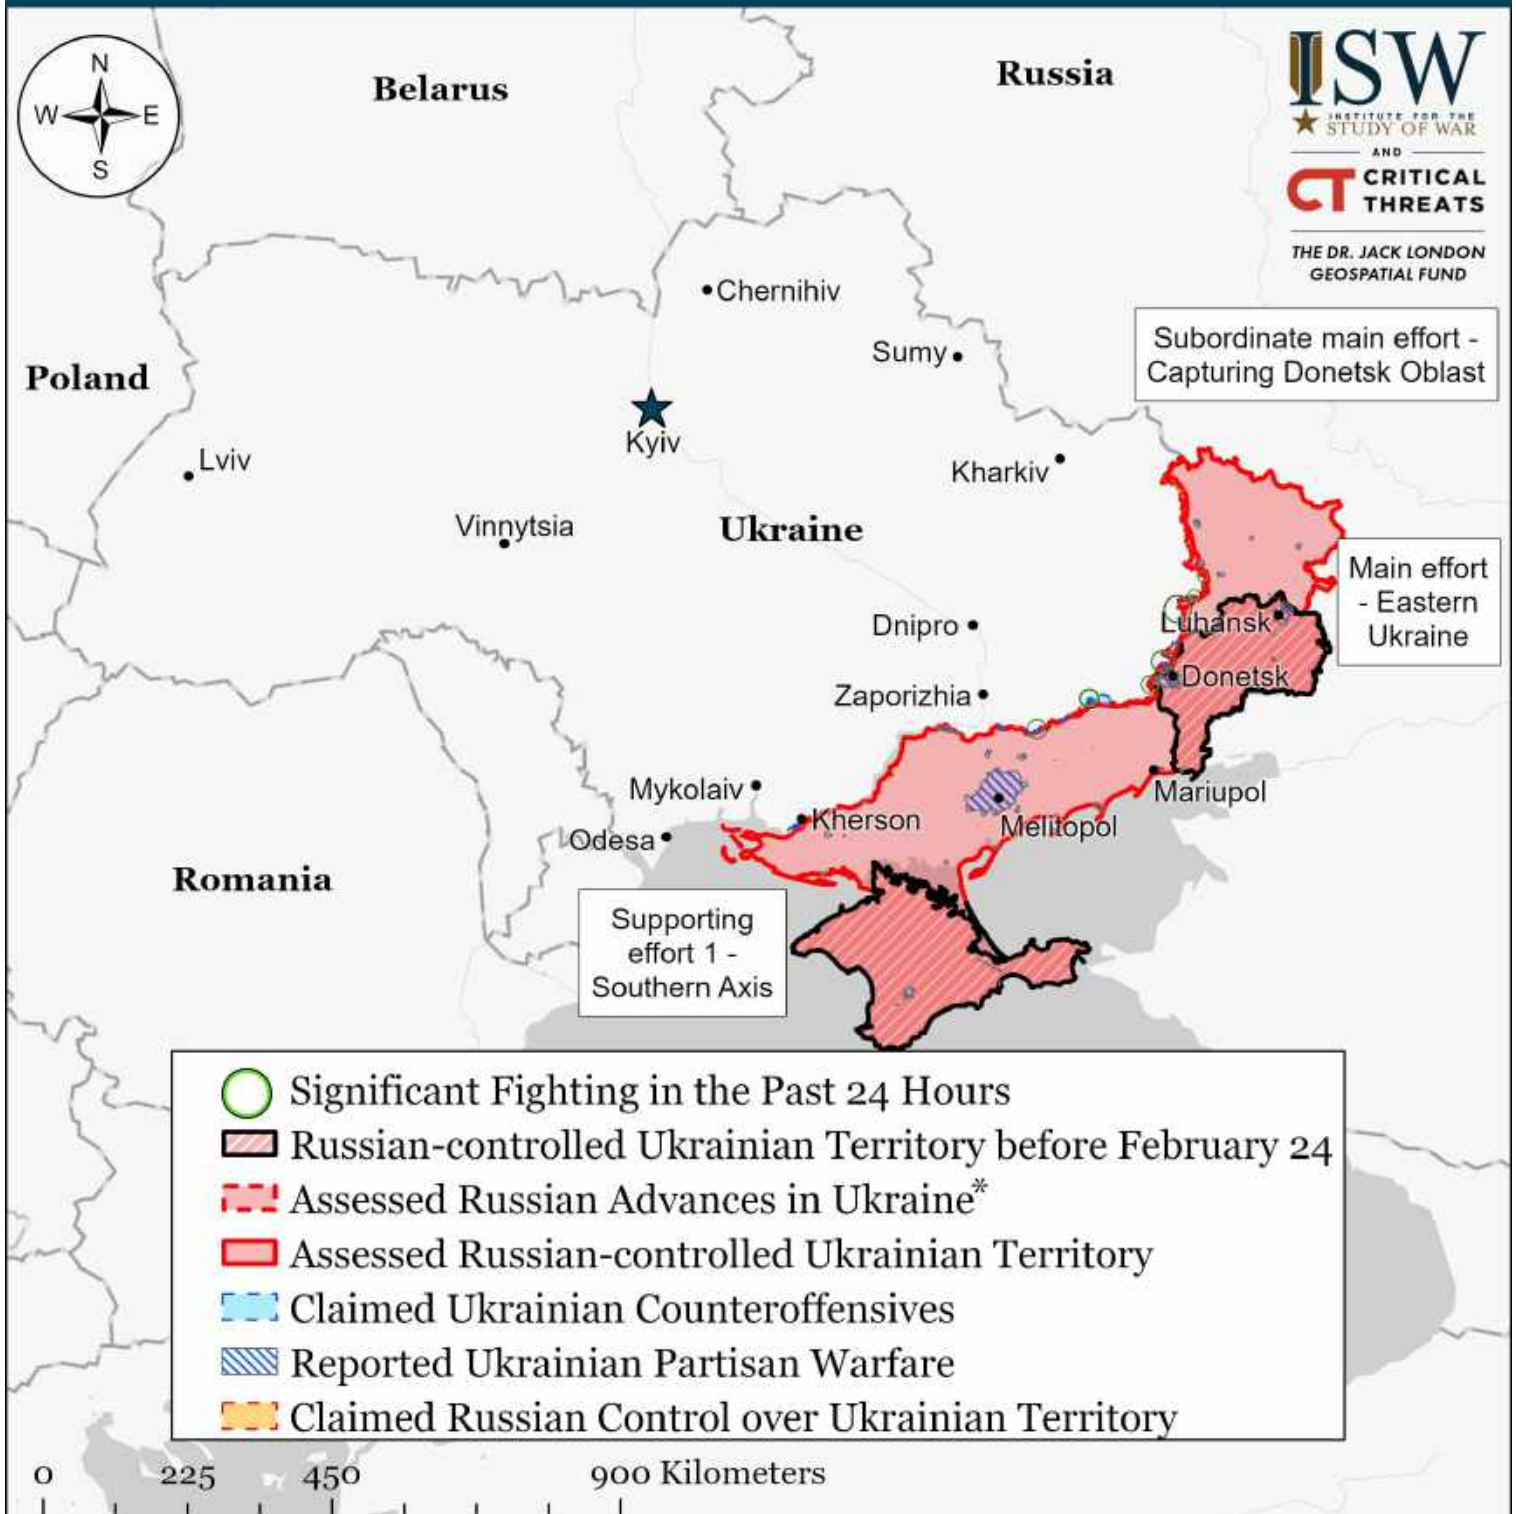 N
W
E
S
Belarus
Russia
ISW
INSTITUTE FOR THE
STUDY OF WAR
AND
CT CRITICAL
THREATS
THE DR. JACK LONDON
GEOSPATIAL FUND
Chernihiv
Subordinate main effort -
Capturing Donetsk Oblast
Sumy
Poland
Kyiv
Lviv
Kharkiv
Vinnytsia
Ukraine
Main effort
- Eastern
Ukraine
Dnipro
Luhansk
Donetsk
Zaporizhia
Mykolaiv
Mariupol
Kherson
Melitopol
Odesa
Romania
Supporting
effort 1 -
Southern Axis
Significant Fighting in the Past 24 Hours
Russian-controlled Ukrainian Territory before February 24
Assessed Russian Advances in Ukraine*
Assessed Russian-controlled Ukrainian Territory
Claimed Ukrainian Counteroffensives
Reported Ukrainian Partisan Warfare
Claimed Russian Control over Ukrainian Territory
0 225 450 900 Kilometers